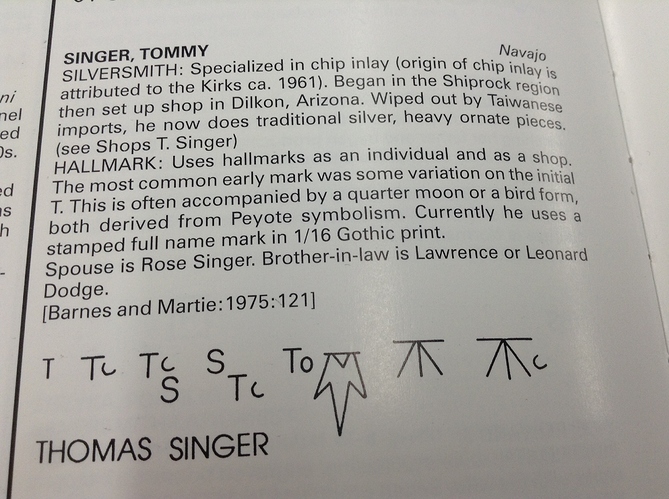 SINGER, TOMMY Navajo
SILVERSMITH: Specialized in chip inlay (origin of chip inlay is
attributed to the Kirks ca. 1961). Began in the Shiprock region
then set up shop in Dilkon, Arizona. Wiped out by Taiwanese
imports, he now does traditional silver, heavy ornate pieces.
(see Shops T. Singer)
HALLMARK: Uses hallmarks as an individual and as a shop.
The most common early mark was some variation on the initial
T. This is often accompanied by a quarter moon or a bird form,
both derived from Peyote symbolism. Currently he uses a
stamped full name mark in 1/16 Gothic print.
Spouse is Rose Singer. Brother-in-law is Lawrence or Leonard
Dodge.
[Barnes and Martie:1975:121]
T Tc Tc S To
S Tc
THOMAS SINGER